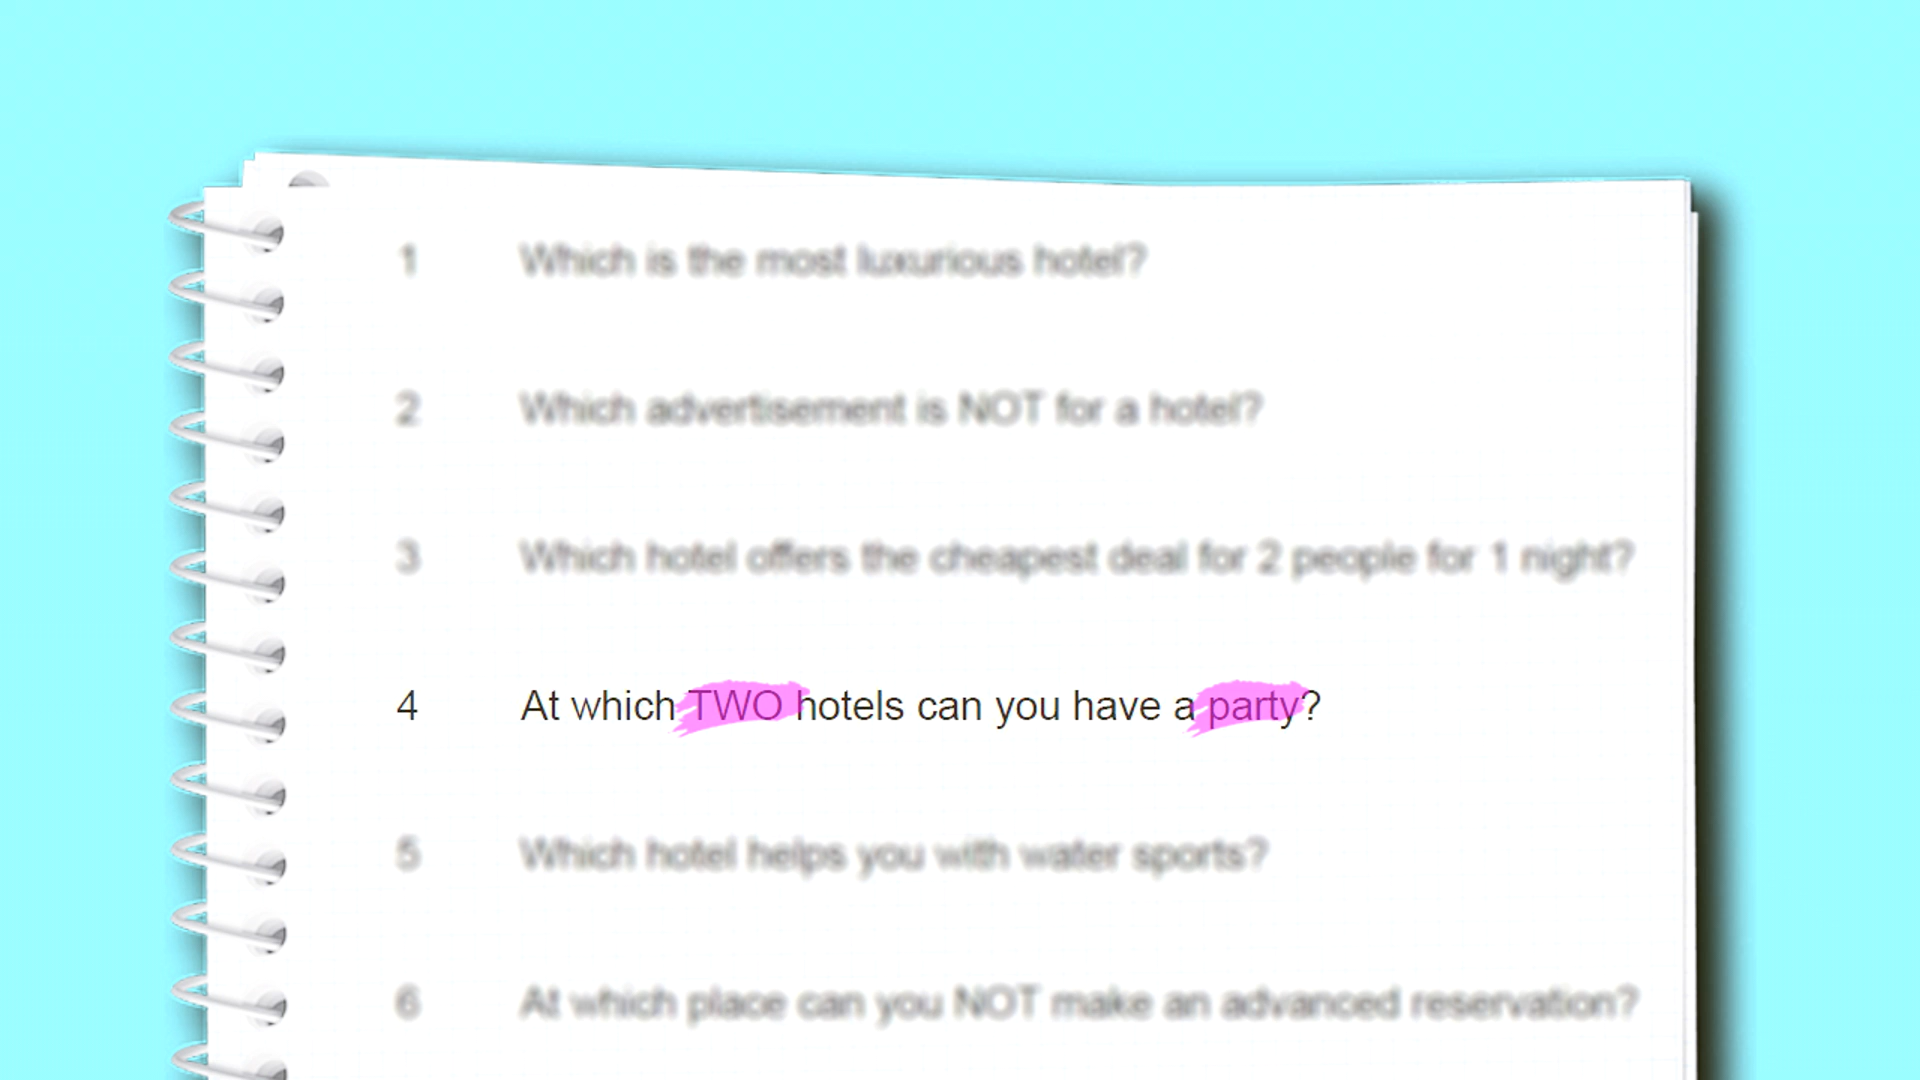 1 Which is the most luxurious hotel?
2 Which advertisement is NOT for a hotel?
3 Which hotel offers the cheapest deal for 2 people for 1 night?
4 At which TWO hotels can you have a party?
5 Which hotel helps you with water sports?
6 At which place can you NOT make an advanced reservation?